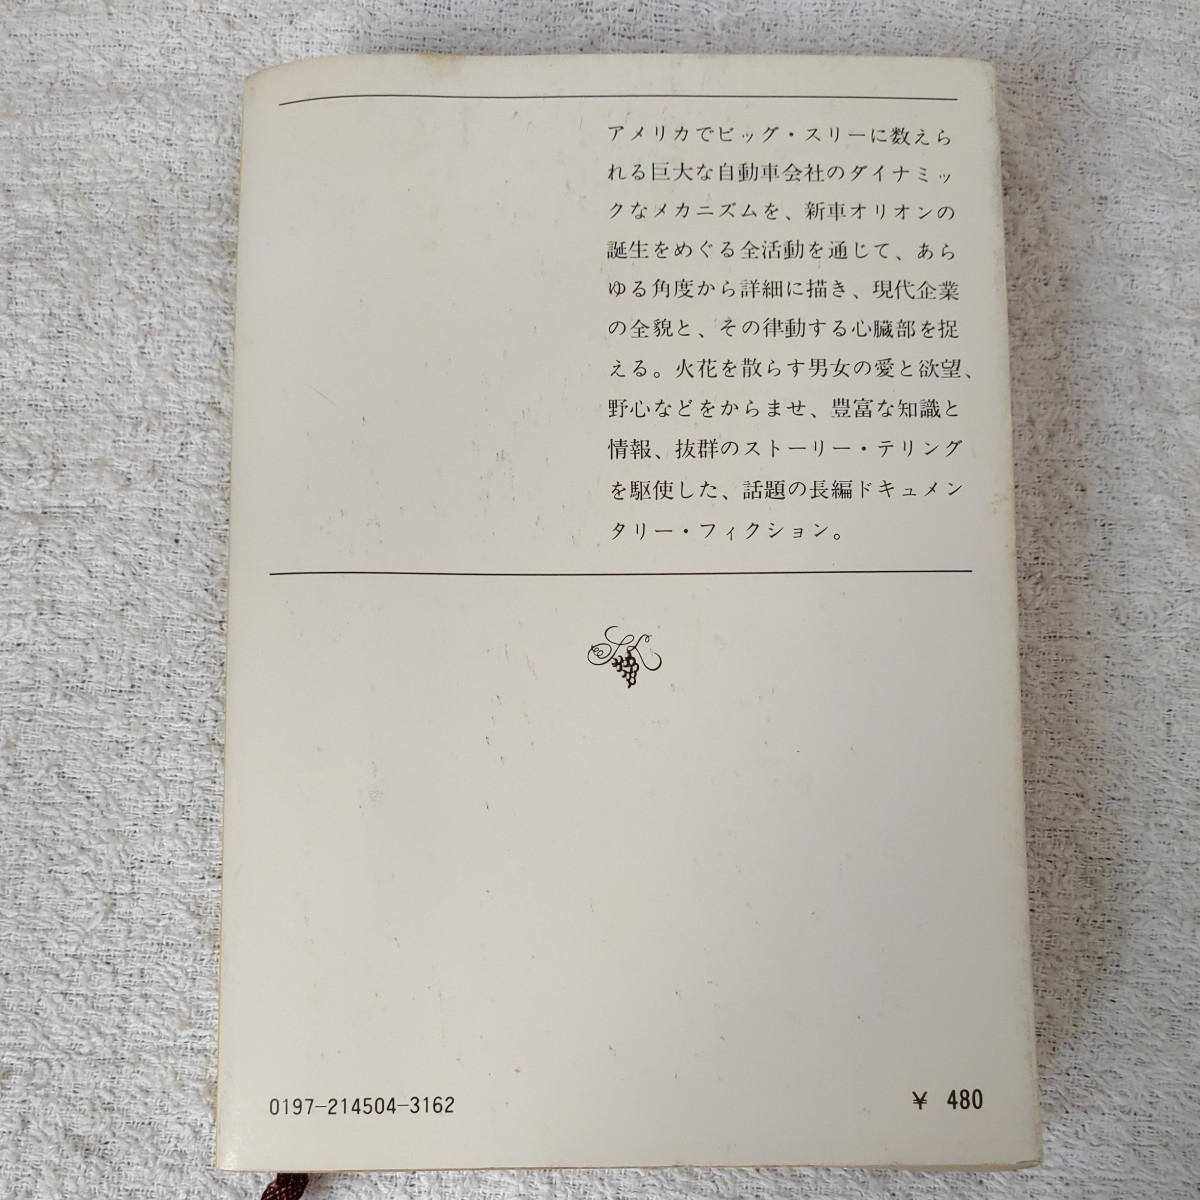 アメリカでビッグ・スリーに数えら
れる巨大な自動車会社のダイナミッ
クなメカニズムを、新車オリオンの
誕生をめぐる全活動を通じて、あら
ゆる角度から詳細に描き、現代企業
の全貌と、その律動する心臓部を捉
える。火花を散らす男女の愛と欲望、
野心などをからませ、豊富な知識と
情報、抜群のストーリー・テリング
を駆使した、話題の長編ドキュメン
タリー・フィクション。
SK
0197-214504-3162
¥ 480